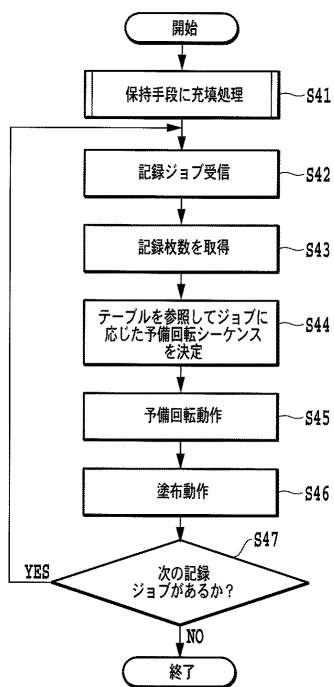 開始
保持手段に充填処理
S41
記録ジョブ受信
S42
記録枚数を取得
S43
テーブルを参照してジョブに
応じた予備回転シーケンス
を決定
S44
予備回転動作
S45
塗布動作
S46
S47
次の記録
ジョブがあるか？
YES
NO
終了